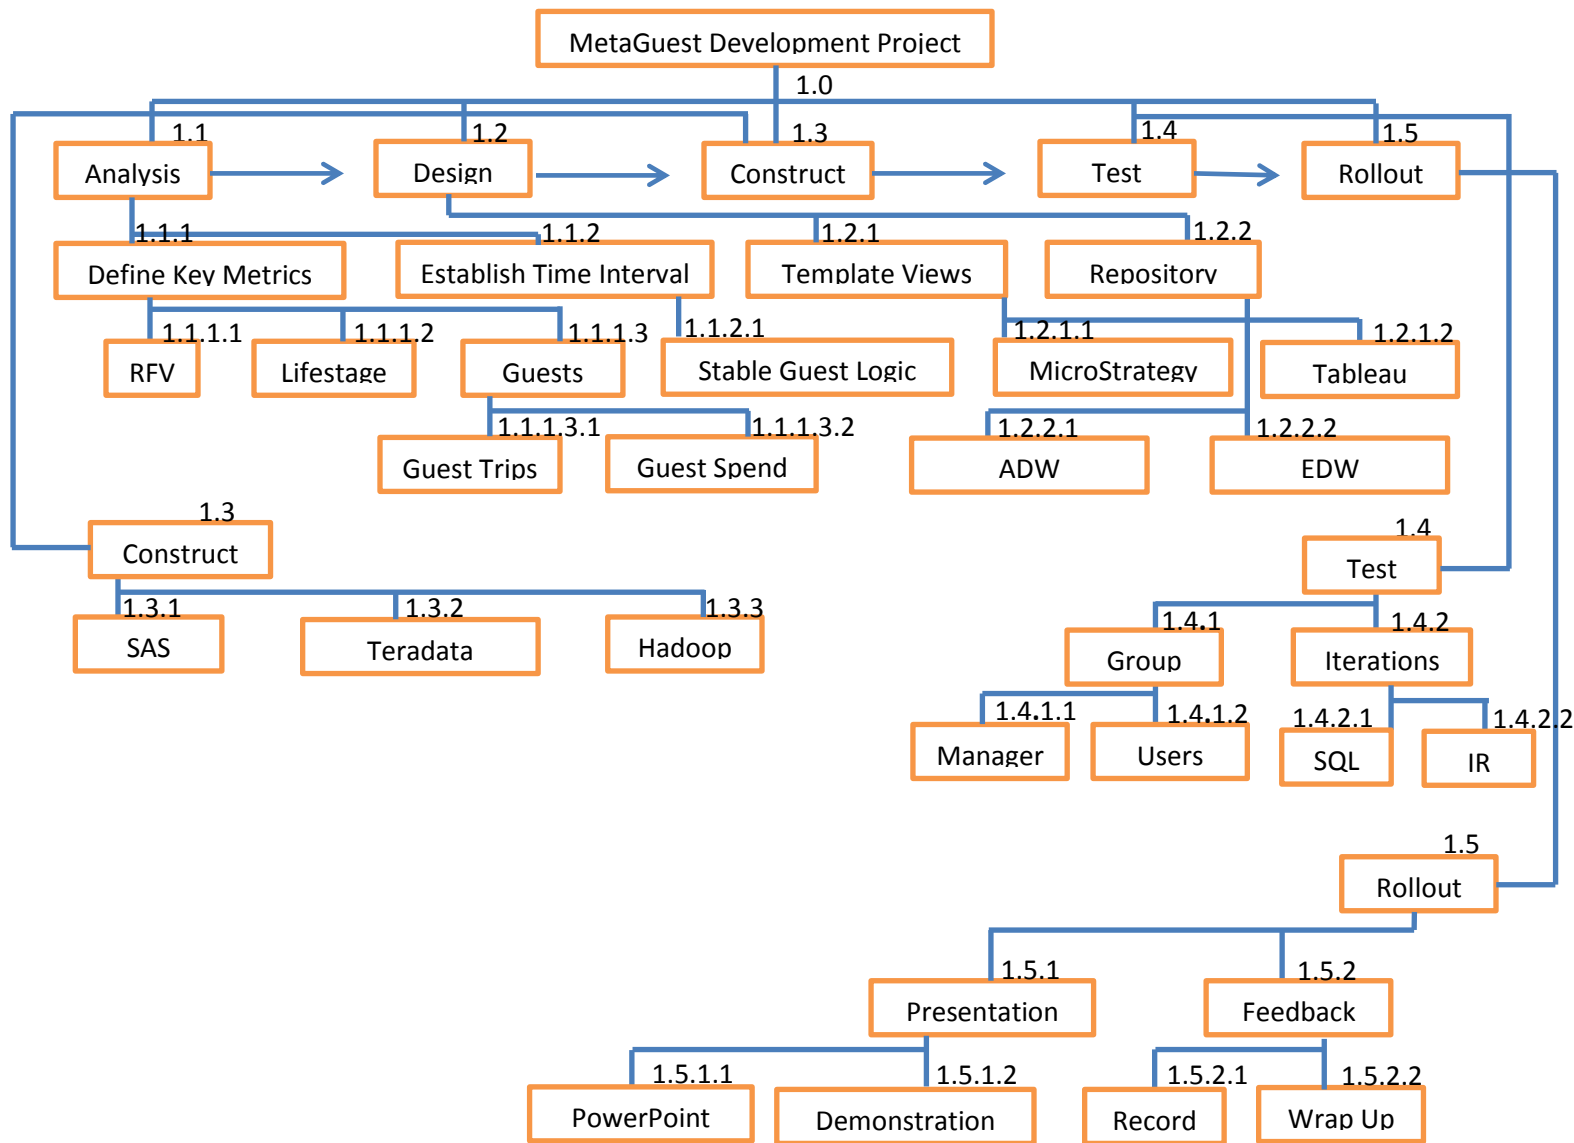 MetaGuest Development Project
1.0
1.1
1.2
1.3
1.4
1.5
Analysis
Design
Construct
Test
Rollout
1.1.1
1.1.2
1.2.1
1.2.2
Define Key Metrics
Establish Time Interval
Template Views
Repository
1.1.1.1
1.1.1.2
1.1.1.3
1.1.2.1
1.2.1.1
1.2.1.2
RFV
Lifestage
Guests
Stable Guest Logic
MicroStrategy
Tableau
1.1.1.3.1
1.1.1.3.2
1.2.2.1
1.2.2.2
Guest Trips
Guest Spend
ADW
EDW
1.3
Construct
1.4
Test
1.3.1
1.3.2
1.3.3
SAS
Teradata
Hadoop
1.4.1
1.4.2
Group
Iterations
1.4.1.1
1.4.1.2
1.4.2.1
1.4.2.2
Manager
Users
SQL
IR
1.5
Rollout
1.5.1
1.5.2
Presentation
Feedback
1.5.1.1
1.5.1.2
1.5.2.1
1.5.2.2
PowerPoint
Demonstration
Record
Wrap Up